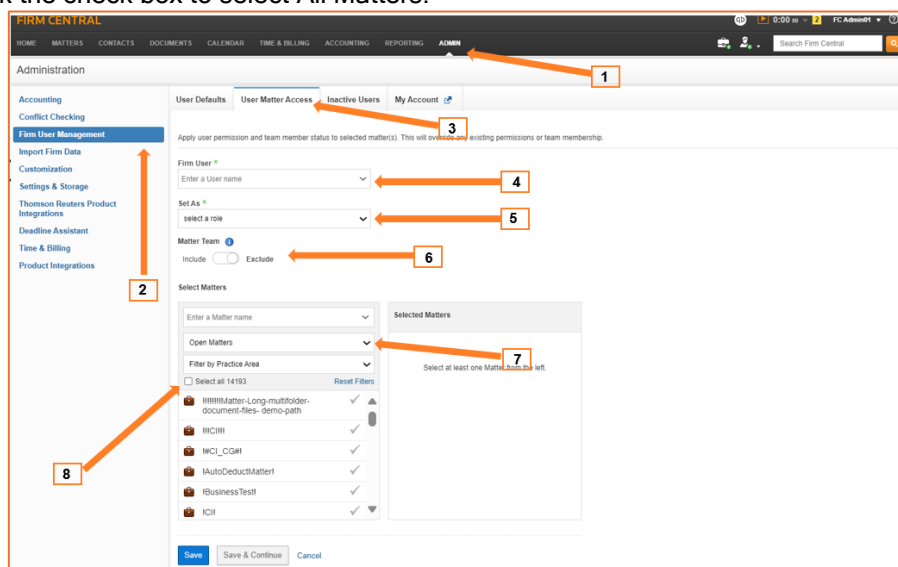 k the check box to select All Matters.
FIRM CENTRAL
0:00 2 FC Admin01
HOME MATTERS CONTACTS DOCUMENTS CALENDAR TIME & BILLING ACCOUNTING REPORTING ADMIN Search Firm Central
Administration
1
Accounting
Conflict Checking
Firm User Management
Import Firm Data
Customization
Settings & Storage
Thomson Reuters Product
Integrations
Deadline Assistant
Time & Billing
Product Integrations
2
User Defaults User Matter Access Inactive Users My Account
3
Apply user permission and team member status to selected matter(s). This will override any existing permissions or team membership.
Firm User *
Enter a User name
4
Set As *
select a role
5
Matter Team
Include Exclude
6
Select Matters
Enter a Matter name
Open Matters
Filter by Practice Area
Select all 14193 Reset Filters
Matter-Long-multifolder-
document-files- demo-path
!!!CI!!!!
!#CI_CG#!
!AutoDeductMatter!
!BusinessTest!
!CI!
Selected Matters
Select at least one Matter from the left.
7
8
Save Save & Continue Cancel